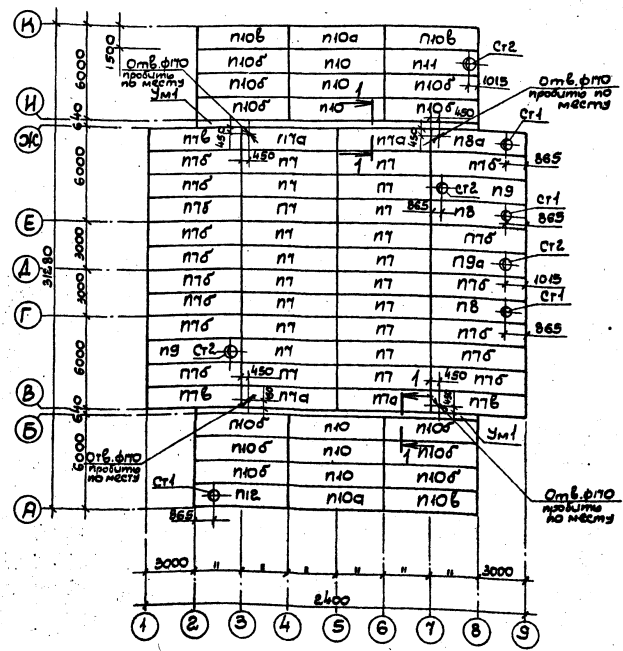 К
п10в п10а п10в
Ст2
1500
6000
Отв.ф170
пробить
по месту
п10б п10 п11
1015
Отв.ф170
пробить по
месту
п10б п10 п10б
Ум1
п10б п10 1 п10б
И
640
450
Ст1
Ж
п7в п7а п7а п8а
450 450
п7б п7 1 п7 п7б
865
6000
п7б п7 п7 Ст2 п9
Ст1
п7б п7 865 п8
865
Е
п7б п7 п7 п7б
Ст2
31280
3000
п7б п7 п7 п9а
Д
п7б п7 п7 п7б
1015
3000
Ст1
п7б п7 п7 п8
Г
п7б п7 п7 п7б
865
6000
п9 Ст2 п7 п7 п7б
450 1 450
п7б п7 п7 п7б
В
п7в п7а п7а п7в
640
Б
п10б п10 п10б
Ум1
1
6000
Отв.ф170
пробить
по месту
п10б п10 п10б
п10б п10 п10б
Ст1
п12 п10а п10в
Отв.ф170
пробить
по месту
А
865
3000 " " " " " " 3000
2400
1 2 3 4 5 6 7 8 9